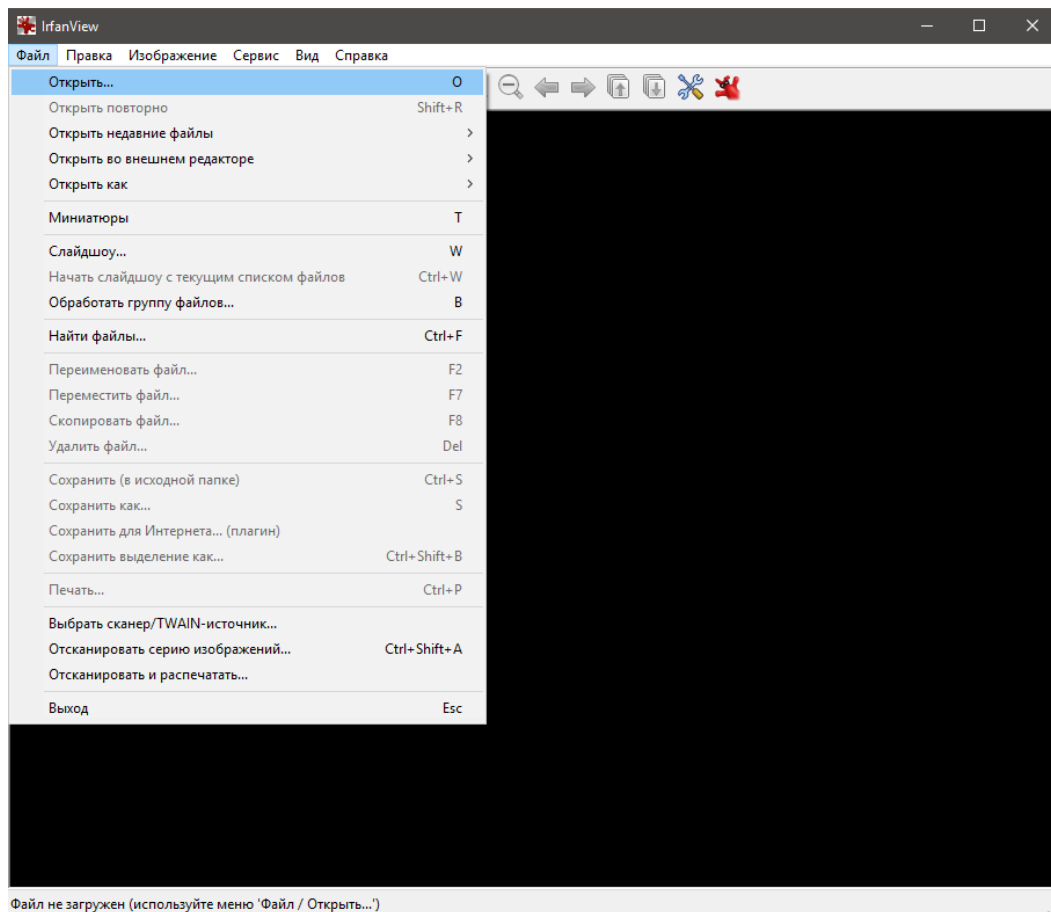 IrfanView
Файл Правка Изображение Сервис Вид Справка
Открыть... O
Открыть повторно Shift+R
Открыть недавние файлы
Открыть во внешнем редакторе
Открыть как
Миниатюры T
Слайдшоу... W
Начать слайдшоу с текущим списком файлов Ctrl+W
Обработать группу файлов... B
Найти файлы... Ctrl+F
Переименовать файл... F2
Переместить файл... F7
Скопировать файл... F8
Удалить файл... Del
Сохранить (в исходной папке) Ctrl+S
Сохранить как... S
Сохранить для Интернета... (плагин)
Сохранить выделение как... Ctrl+Shift+B
Печать... Ctrl+P
Выбрать сканер/TWAIN-источник...
Отсканировать серию изображений... Ctrl+Shift+A
Отсканировать и распечатать...
Выход Esc
Файл не загружен (используйте меню 'Файл / Открыть...')